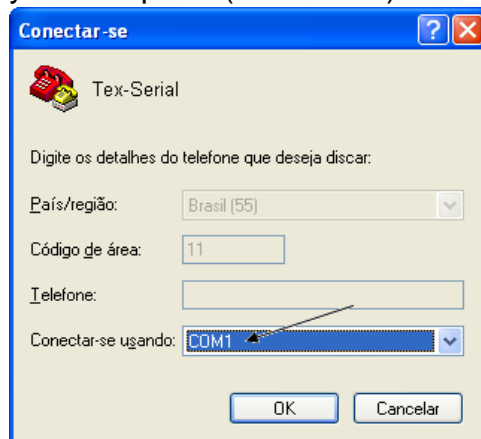 Conectar-se
Tex-Serial
Digite os detalhes do telefone que deseja discar:
País/região: Brasil (55)
Código de área: 11
Telefone:
Conectar-se usando: COM1
OK Cancelar